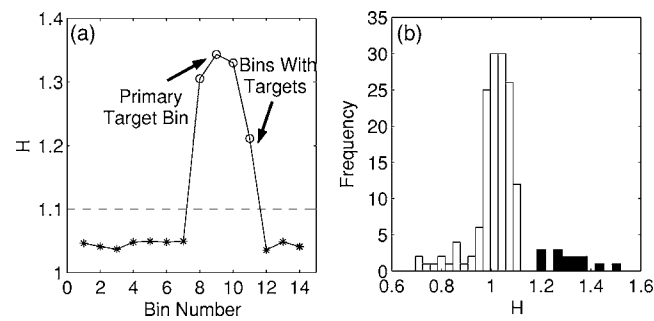 (a)
1.4
1.3
1.2
1.1
1
H
Primary
Target Bin
Bins With
Targets
0 2 4 6 8 10 12 14
Bin Number
(b)
35
30
25
20
15
10
5
0
Frequency
0.6 0.8 1 1.2 1.4 1.6
H